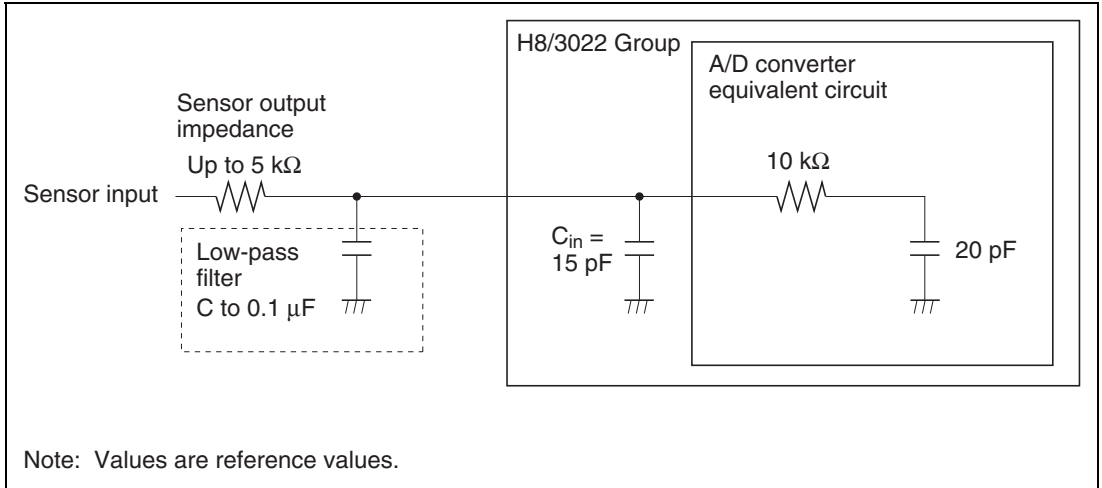 H8/3022 Group
A/D converter
equivalent circuit
Sensor output
impedance
Up to 5 kΩ
10 kΩ
Sensor input
Low-pass
filter
C to 0.1 μF
Cin =
15 pF
20 pF
Note: Values are reference values.